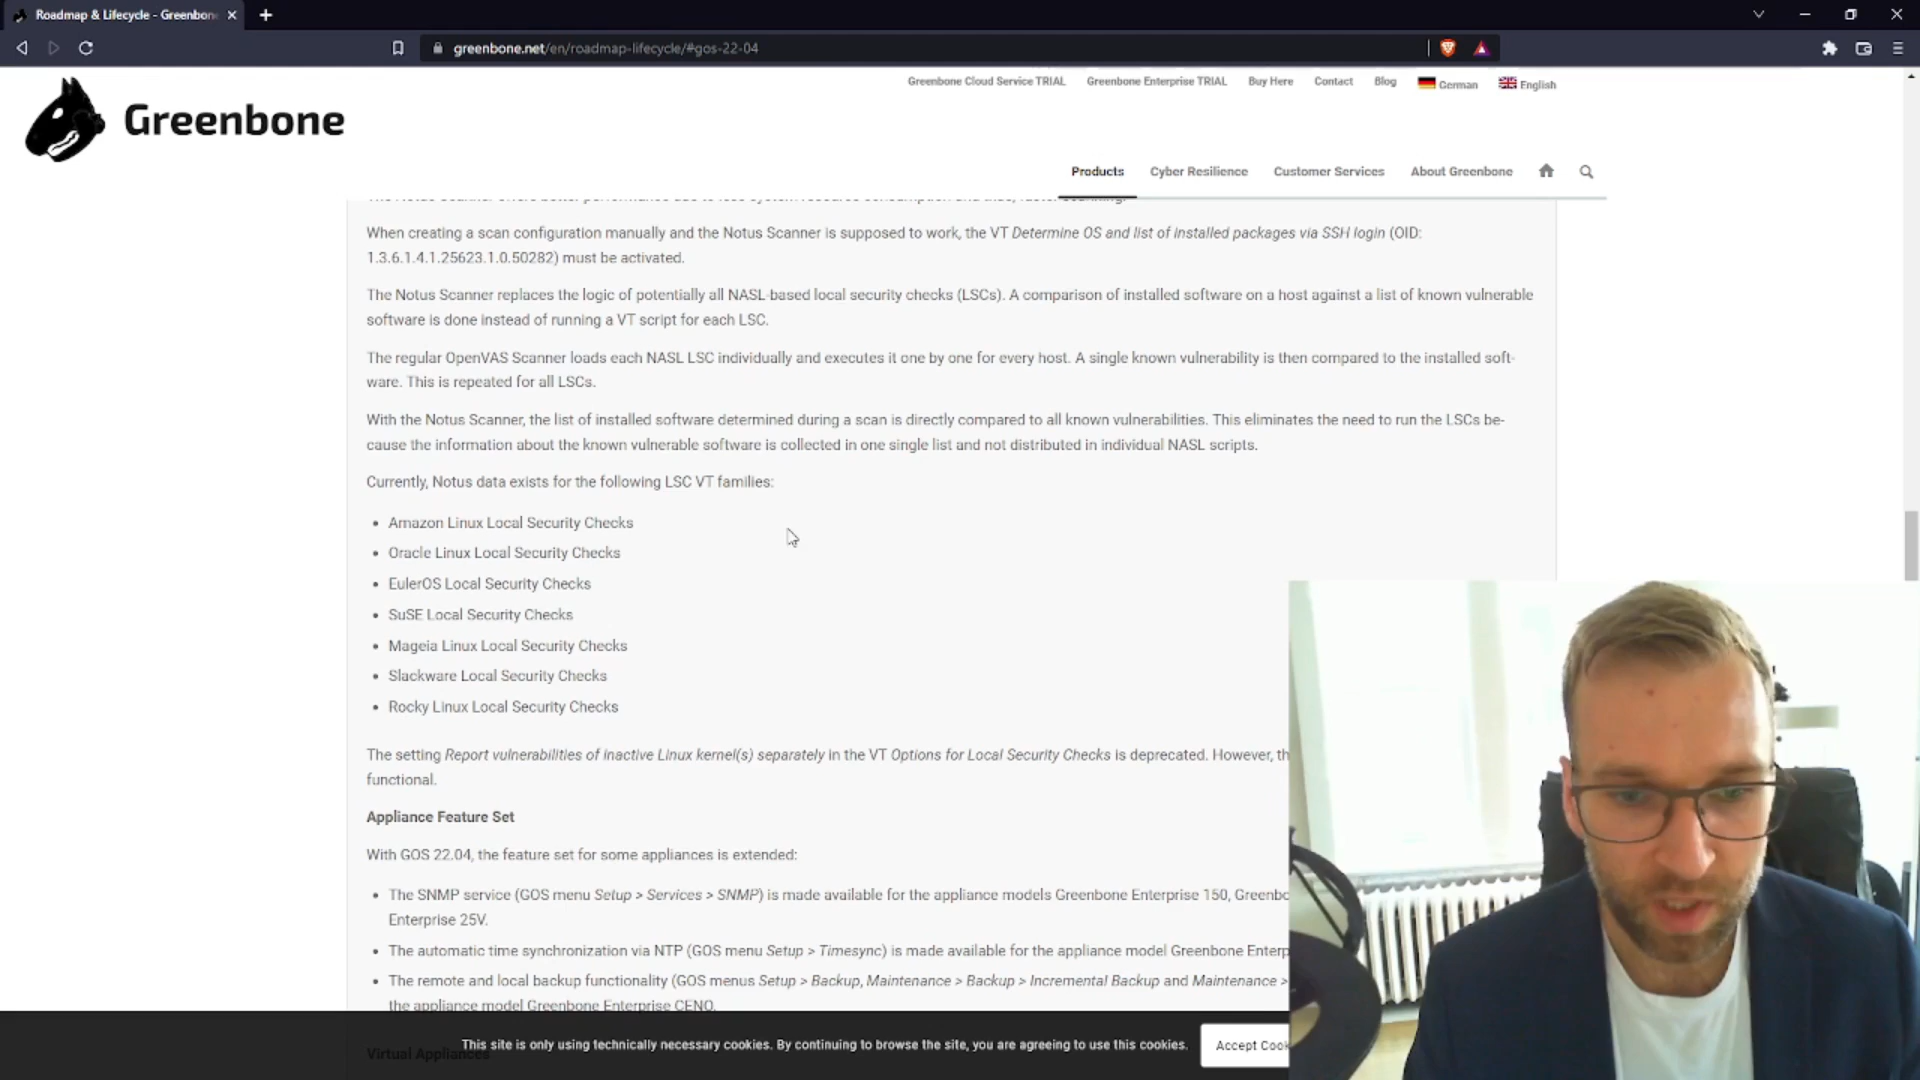 Roadmap & Lifecycle - Greenbon
greenbone.net/en/roadmap-lifecycle/#gos-22-04
Greenbone Cloud Service TRIAL
Greenbone Enterprise TRIAL
Buy Here
Contact
Blog
German
English
Greenbone
Products
Cyber Resilience
Customer Services
About Greenbone
The Notus Scanner offers better performance due to less system resource consumption and thus, faster scanning.
When creating a scan configuration manually and the Notus Scanner is supposed to work, the VT Determine OS and list of installed packages via SSH login (OID:
1.3.6.1.4.1.25623.1.0.50282) must be activated.
The Notus Scanner replaces the logic of potentially all NASL-based local security checks (LSCs). A comparison of installed software on a host against a list of known vulnerable
software is done instead of running a VT script for each LSC.
The regular OpenVAS Scanner loads each NASL LSC individually and executes it one by one for every host. A single known vulnerability is then compared to the installed soft-
ware. This is repeated for all LSCs.
With the Notus Scanner, the list of installed software determined during a scan is directly compared to all known vulnerabilities. This eliminates the need to run the LSCs be-
cause the information about the known vulnerable software is collected in one single list and not distributed in individual NASL scripts.
Currently, Notus data exists for the following LSC VT families:
• Amazon Linux Local Security Checks
• Oracle Linux Local Security Checks
• EulerOS Local Security Checks
• SuSE Local Security Checks
• Mageia Linux Local Security Checks
• Slackware Local Security Checks
• Rocky Linux Local Security Checks
The setting Report vulnerabilities of inactive Linux kernel(s) separately in the VT Options for Local Security Checks is deprecated. However, th
functional.
Appliance Feature Set
With GOS 22.04, the feature set for some appliances is extended:
• The SNMP service (GOS menu Setup > Services > SNMP) is made available for the appliance models Greenbone Enterprise 150, Greenbo
Enterprise 25V.
• The automatic time synchronization via NTP (GOS menu Setup > Timesync) is made available for the appliance model Greenbone Enterp
• The remote and local backup functionality (GOS menus Setup > Backup, Maintenance > Backup > Incremental Backup and Maintenance >
the appliance model Greenbone Enterprise CENO.
This site is only using technically necessary cookies. By continuing to browse the site, you are agreeing to use this cookies.
Accept Cook
Virtual Appliances